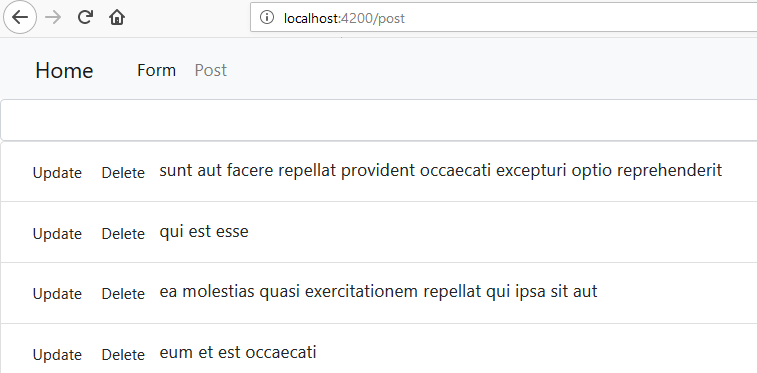 localhost:4200/post
Home Form Post
Update Delete sunt aut facere repellat provident occaecati excepturi optio reprehenderit
Update Delete qui est esse
Update Delete ea molestias quasi exercitationem repellat qui ipsa sit aut
Update Delete eum et est occaecati